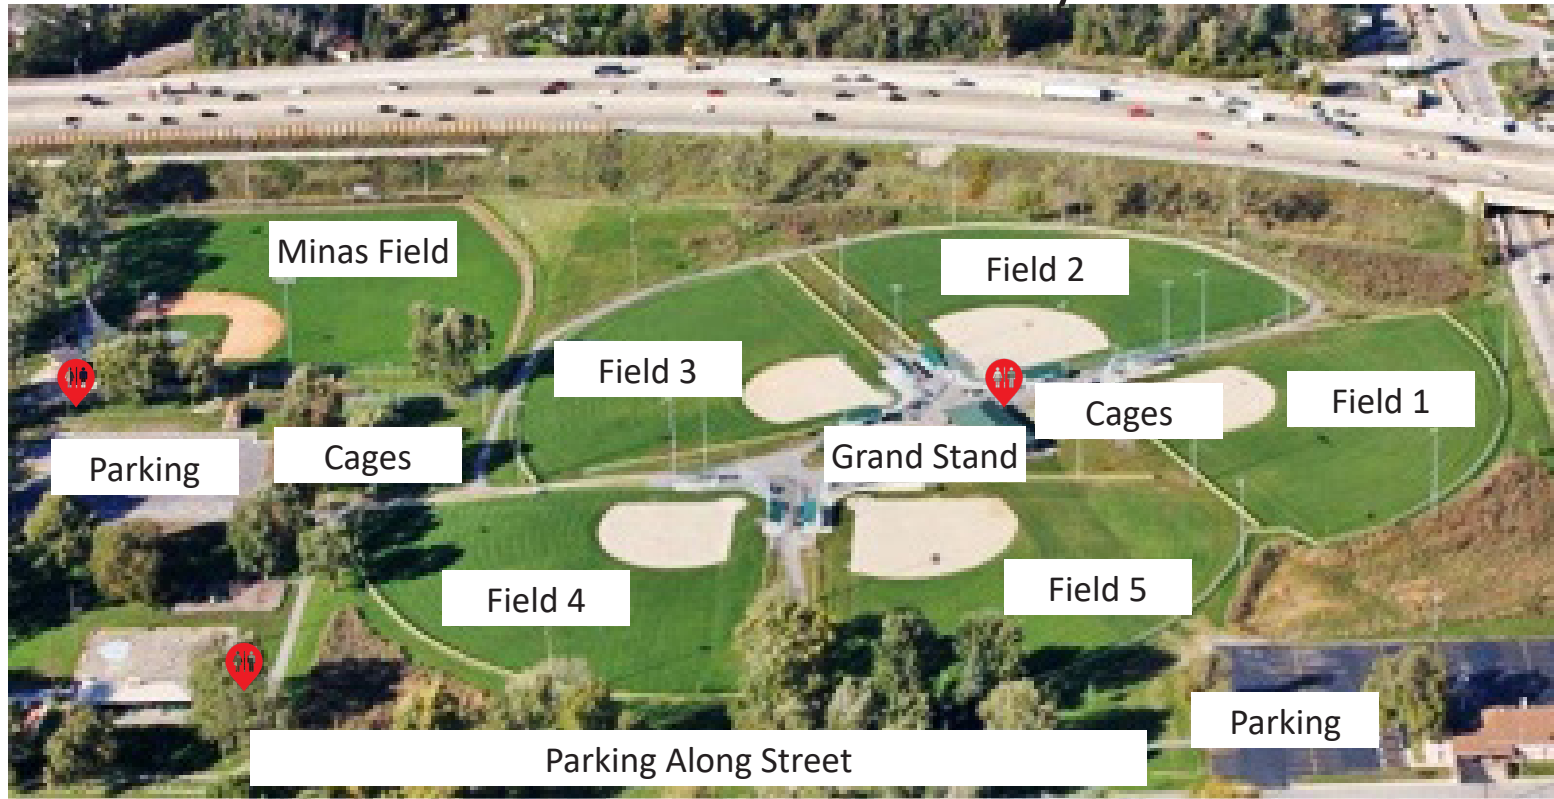 Minas Field
Field 2
Field 3
Field 1
Cages
Grand Stand
Cages
Parking
Field 4
Field 5
Parking
Parking Along Street